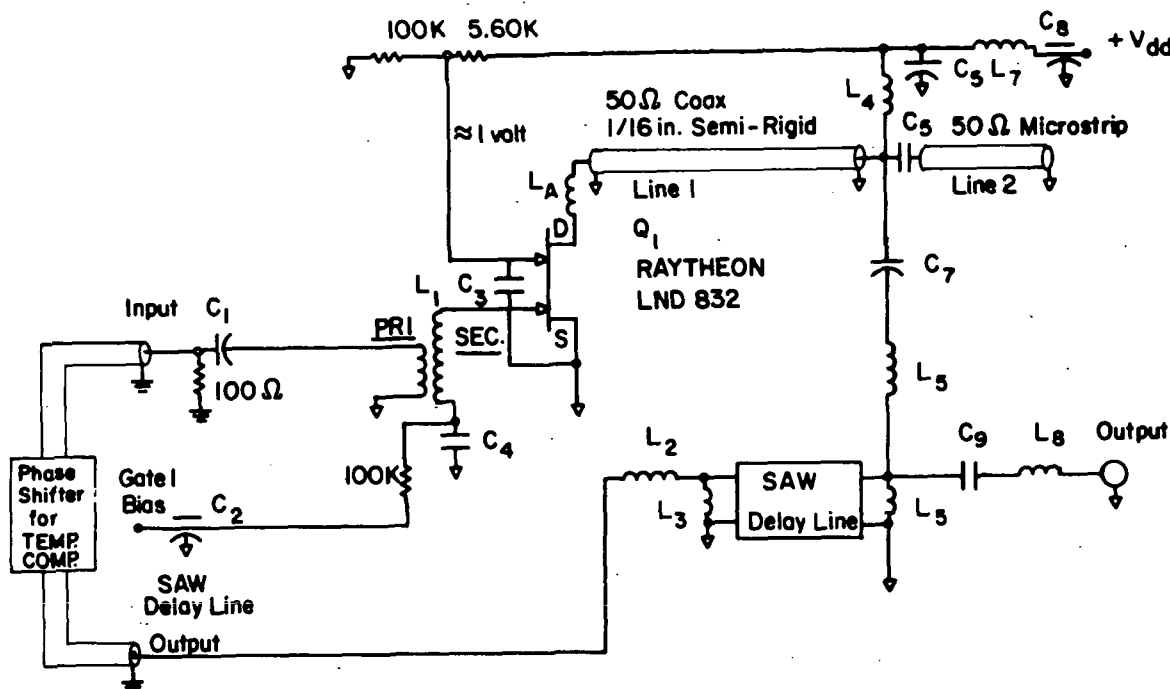 100K 5.60K
C8
+ Vdd
C5 L7
L4
50Ω Coax
1/16 in. Semi-Rigid
C5 50Ω Microstrip
≈ 1 volt
LA
Line 1
Line 2
D
Q1
RAYTHEON
LND 832
C3
C7
L1
S
Input C1
PRI
SEC.
100Ω
L5
C4
L2
C9 L8 Output
Phase
Shifter
for
TEMP.
COMP.
Gate 1
Bias
C2
100K
L3
SAW
Delay Line
L5
SAW
Delay Line
Output